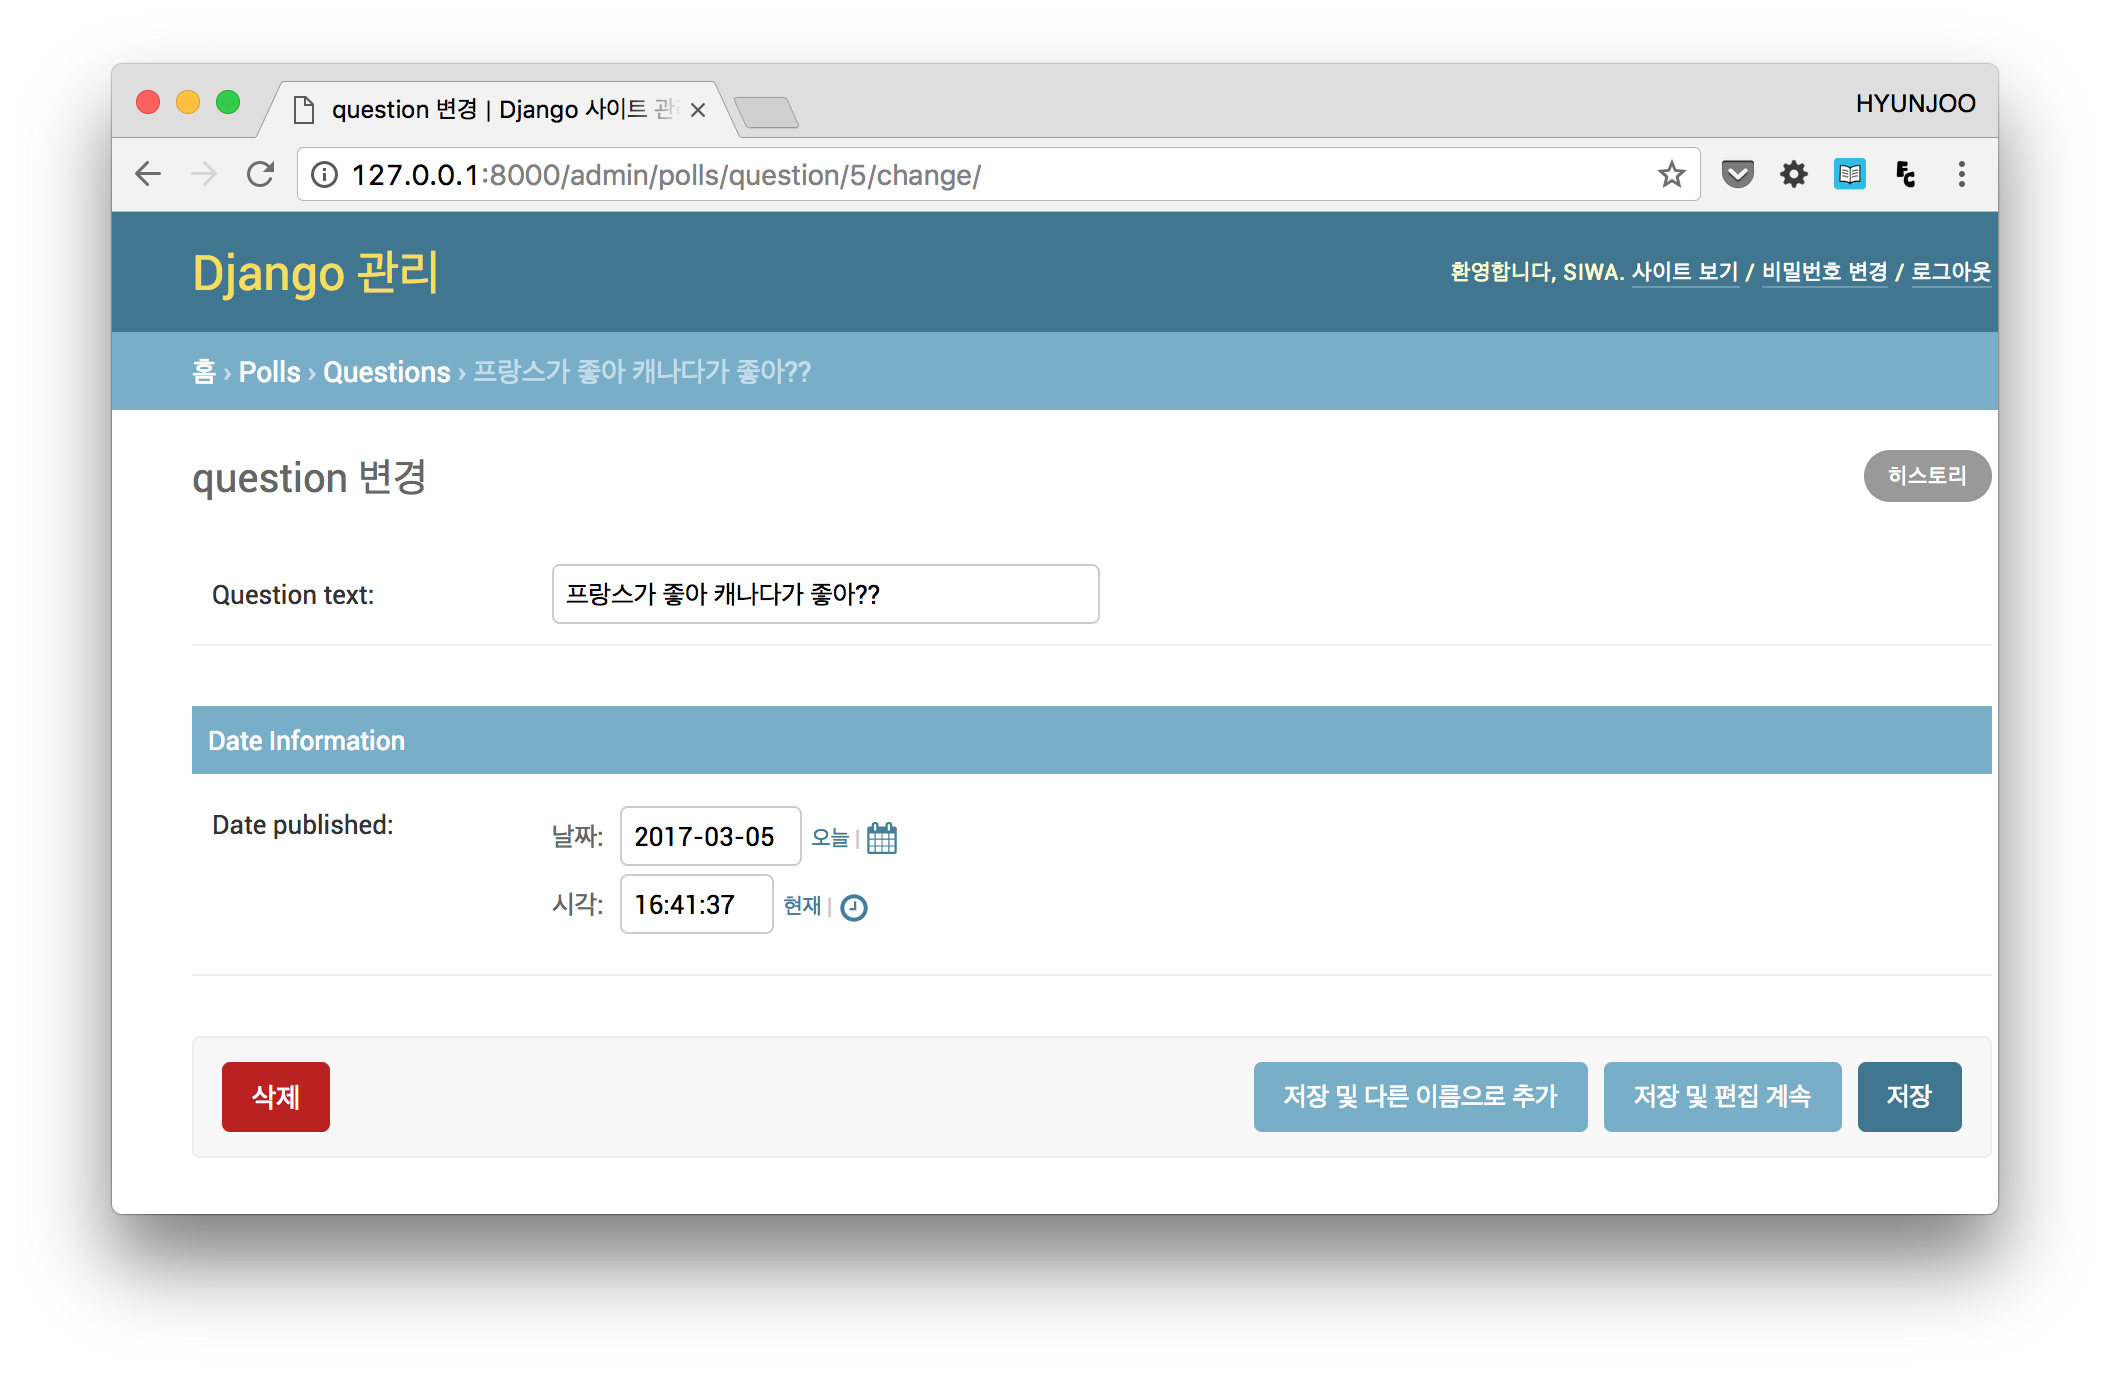 question 변경 | Django 사이트 관
HYUNJOO
127.0.0.1:8000/admin/polls/question/5/change/
Django 관리
환영합니다, SIWA. 사이트 보기 / 비밀번호 변경 / 로그아웃
홈 › Polls › Questions › 프랑스가 좋아 캐나다가 좋아??
question 변경
히스토리
Question text: 프랑스가 좋아 캐나다가 좋아??
Date Information
Date published:
날짜: 2017-03-05 오늘 |
시각: 16:41:37 현재 |
삭제 저장 및 다른 이름으로 추가 저장 및 편집 계속 저장